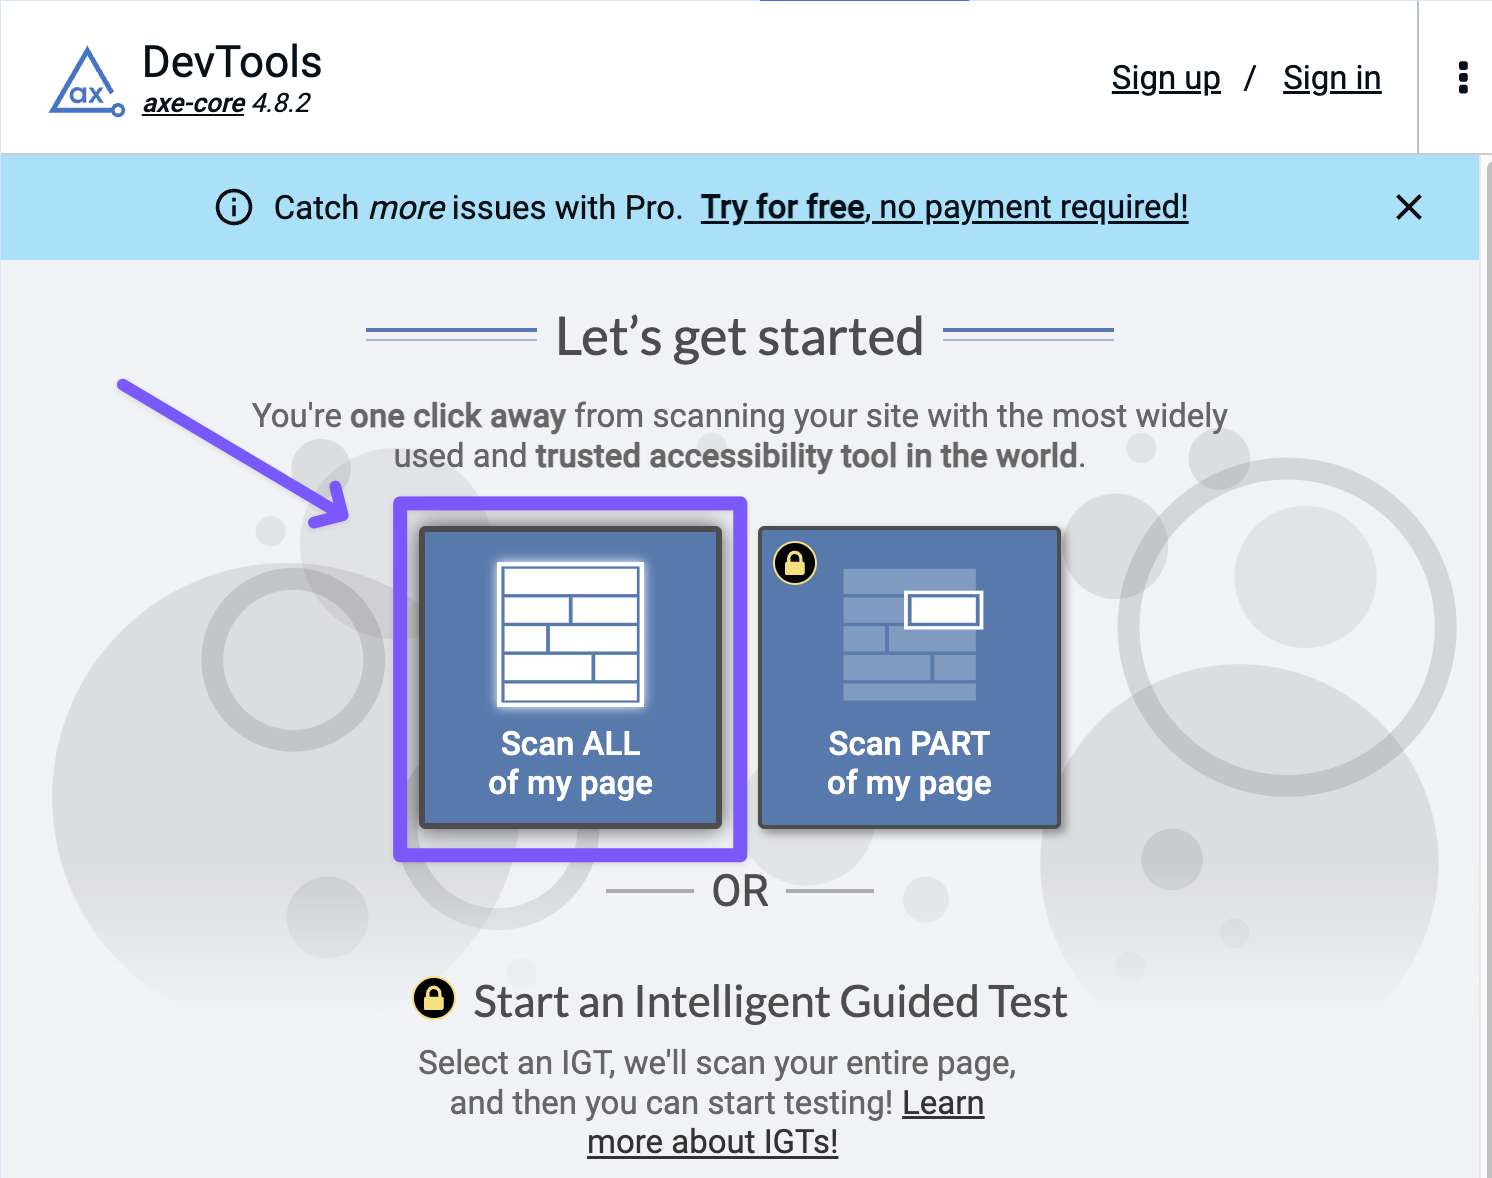 DevTools
axe-core 4.8.2
ax
Sign up / Sign in
Catch more issues with Pro. Try for free, no payment required!
Let’s get started
You're one click away from scanning your site with the most widely
used and trusted accessibility tool in the world.
Scan ALL
of my page
Scan PART
of my page
OR
Start an Intelligent Guided Test
Select an IGT, we'll scan your entire page,
and then you can start testing! Learn
more about IGTs!